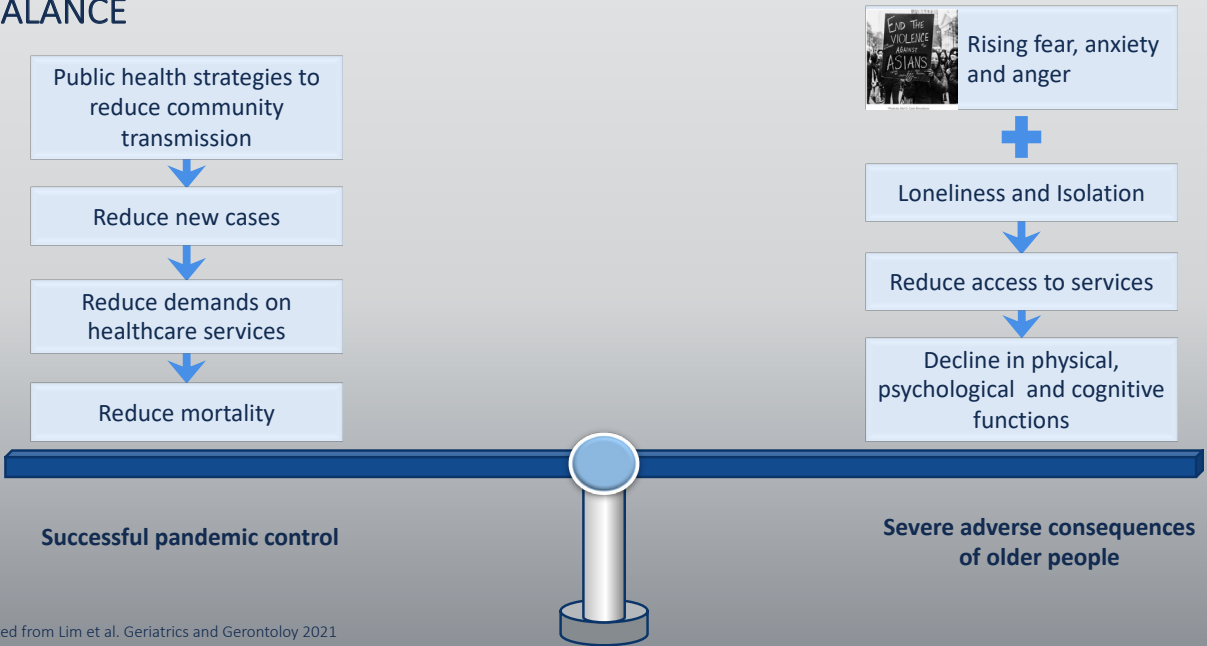 ALANCE
Public health strategies to
reduce community
transmission
Reduce new cases
Reduce demands on
healthcare services
Reduce mortality
END THE
VIOLENCE
AGAINST
ASIANS
Rising fear, anxiety
and anger
Loneliness and Isolation
Reduce access to services
Decline in physical,
psychological and cognitive
functions
Successful pandemic control
Severe adverse consequences
of older people
ed from Lim et al. Geriatrics and Gerontoloy 2021